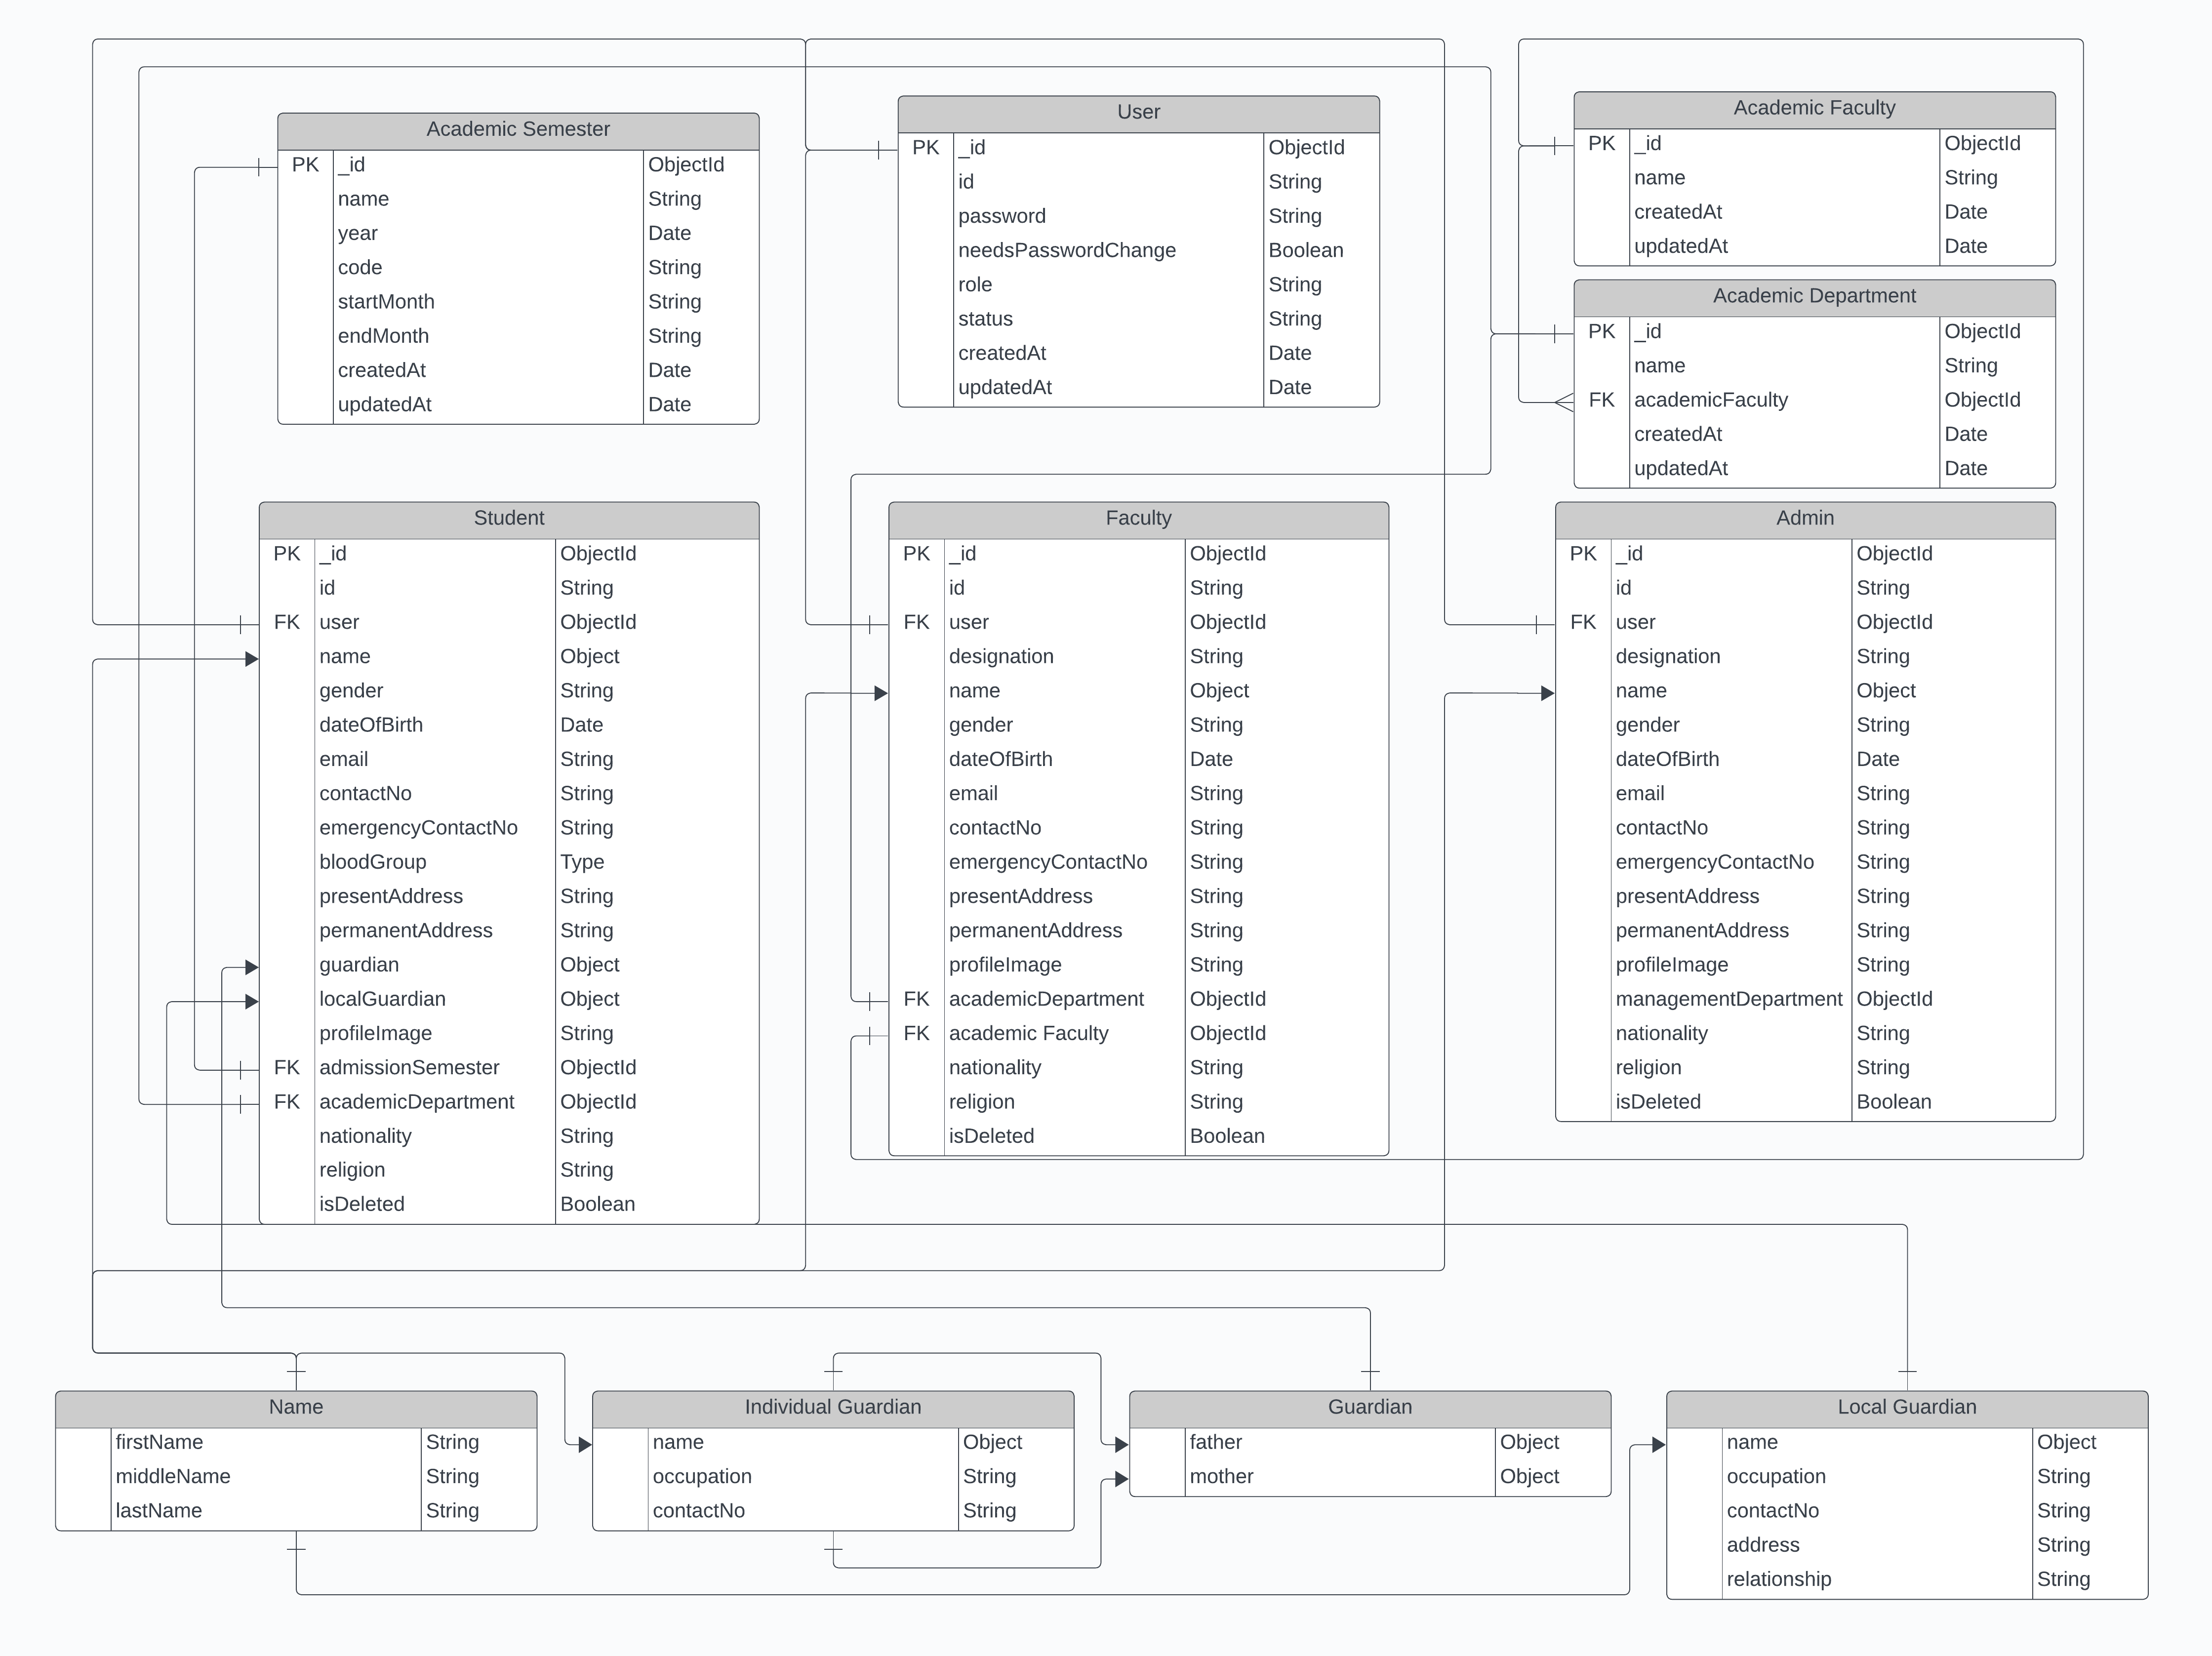 Academic Semester
PK _id ObjectId
name String
year Date
code String
startMonth String
endMonth String
createdAt Date
updatedAt Date
User
PK _id ObjectId
id String
password String
needsPasswordChange Boolean
role String
status String
createdAt Date
updatedAt Date
Academic Faculty
PK _id ObjectId
name String
createdAt Date
updatedAt Date
Academic Department
PK _id ObjectId
name String
FK academicFaculty ObjectId
createdAt Date
updatedAt Date
Student
PK _id ObjectId
id String
FK user ObjectId
name Object
gender String
dateOfBirth Date
email String
contactNo String
emergencyContactNo String
bloodGroup Type
presentAddress String
permanentAddress String
guardian Object
localGuardian Object
profileImage String
FK admissionSemester ObjectId
FK academicDepartment ObjectId
nationality String
religion String
isDeleted Boolean
Faculty
PK _id ObjectId
id String
FK user ObjectId
designation String
name Object
gender String
dateOfBirth Date
email String
contactNo String
emergencyContactNo String
presentAddress String
permanentAddress String
profileImage String
FK academicDepartment ObjectId
FK academic Faculty ObjectId
nationality String
religion String
isDeleted Boolean
Admin
PK _id ObjectId
id String
FK user ObjectId
designation String
name Object
gender String
dateOfBirth Date
email String
contactNo String
emergencyContactNo String
presentAddress String
permanentAddress String
profileImage String
managementDepartment ObjectId
nationality String
religion String
isDeleted Boolean
Name
firstName String
middleName String
lastName String
Individual Guardian
name Object
occupation String
contactNo String
Guardian
father Object
mother Object
Local Guardian
name Object
occupation String
contactNo String
address String
relationship String